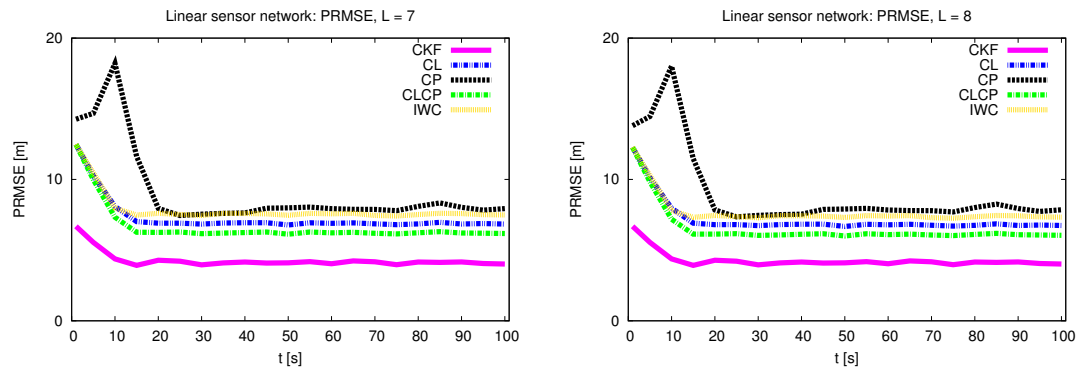 Linear sensor network: PRMSE, L = 7
20
10
0
PRMSE [m]
CKF
CL
CP
CLCP
IWC
0 10 20 30 40 50 60 70 80 90 100
t [s]
Linear sensor network: PRMSE, L = 8
20
10
0
PRMSE [m]
CKF
CL
CP
CLCP
IWC
0 10 20 30 40 50 60 70 80 90 100
t [s]